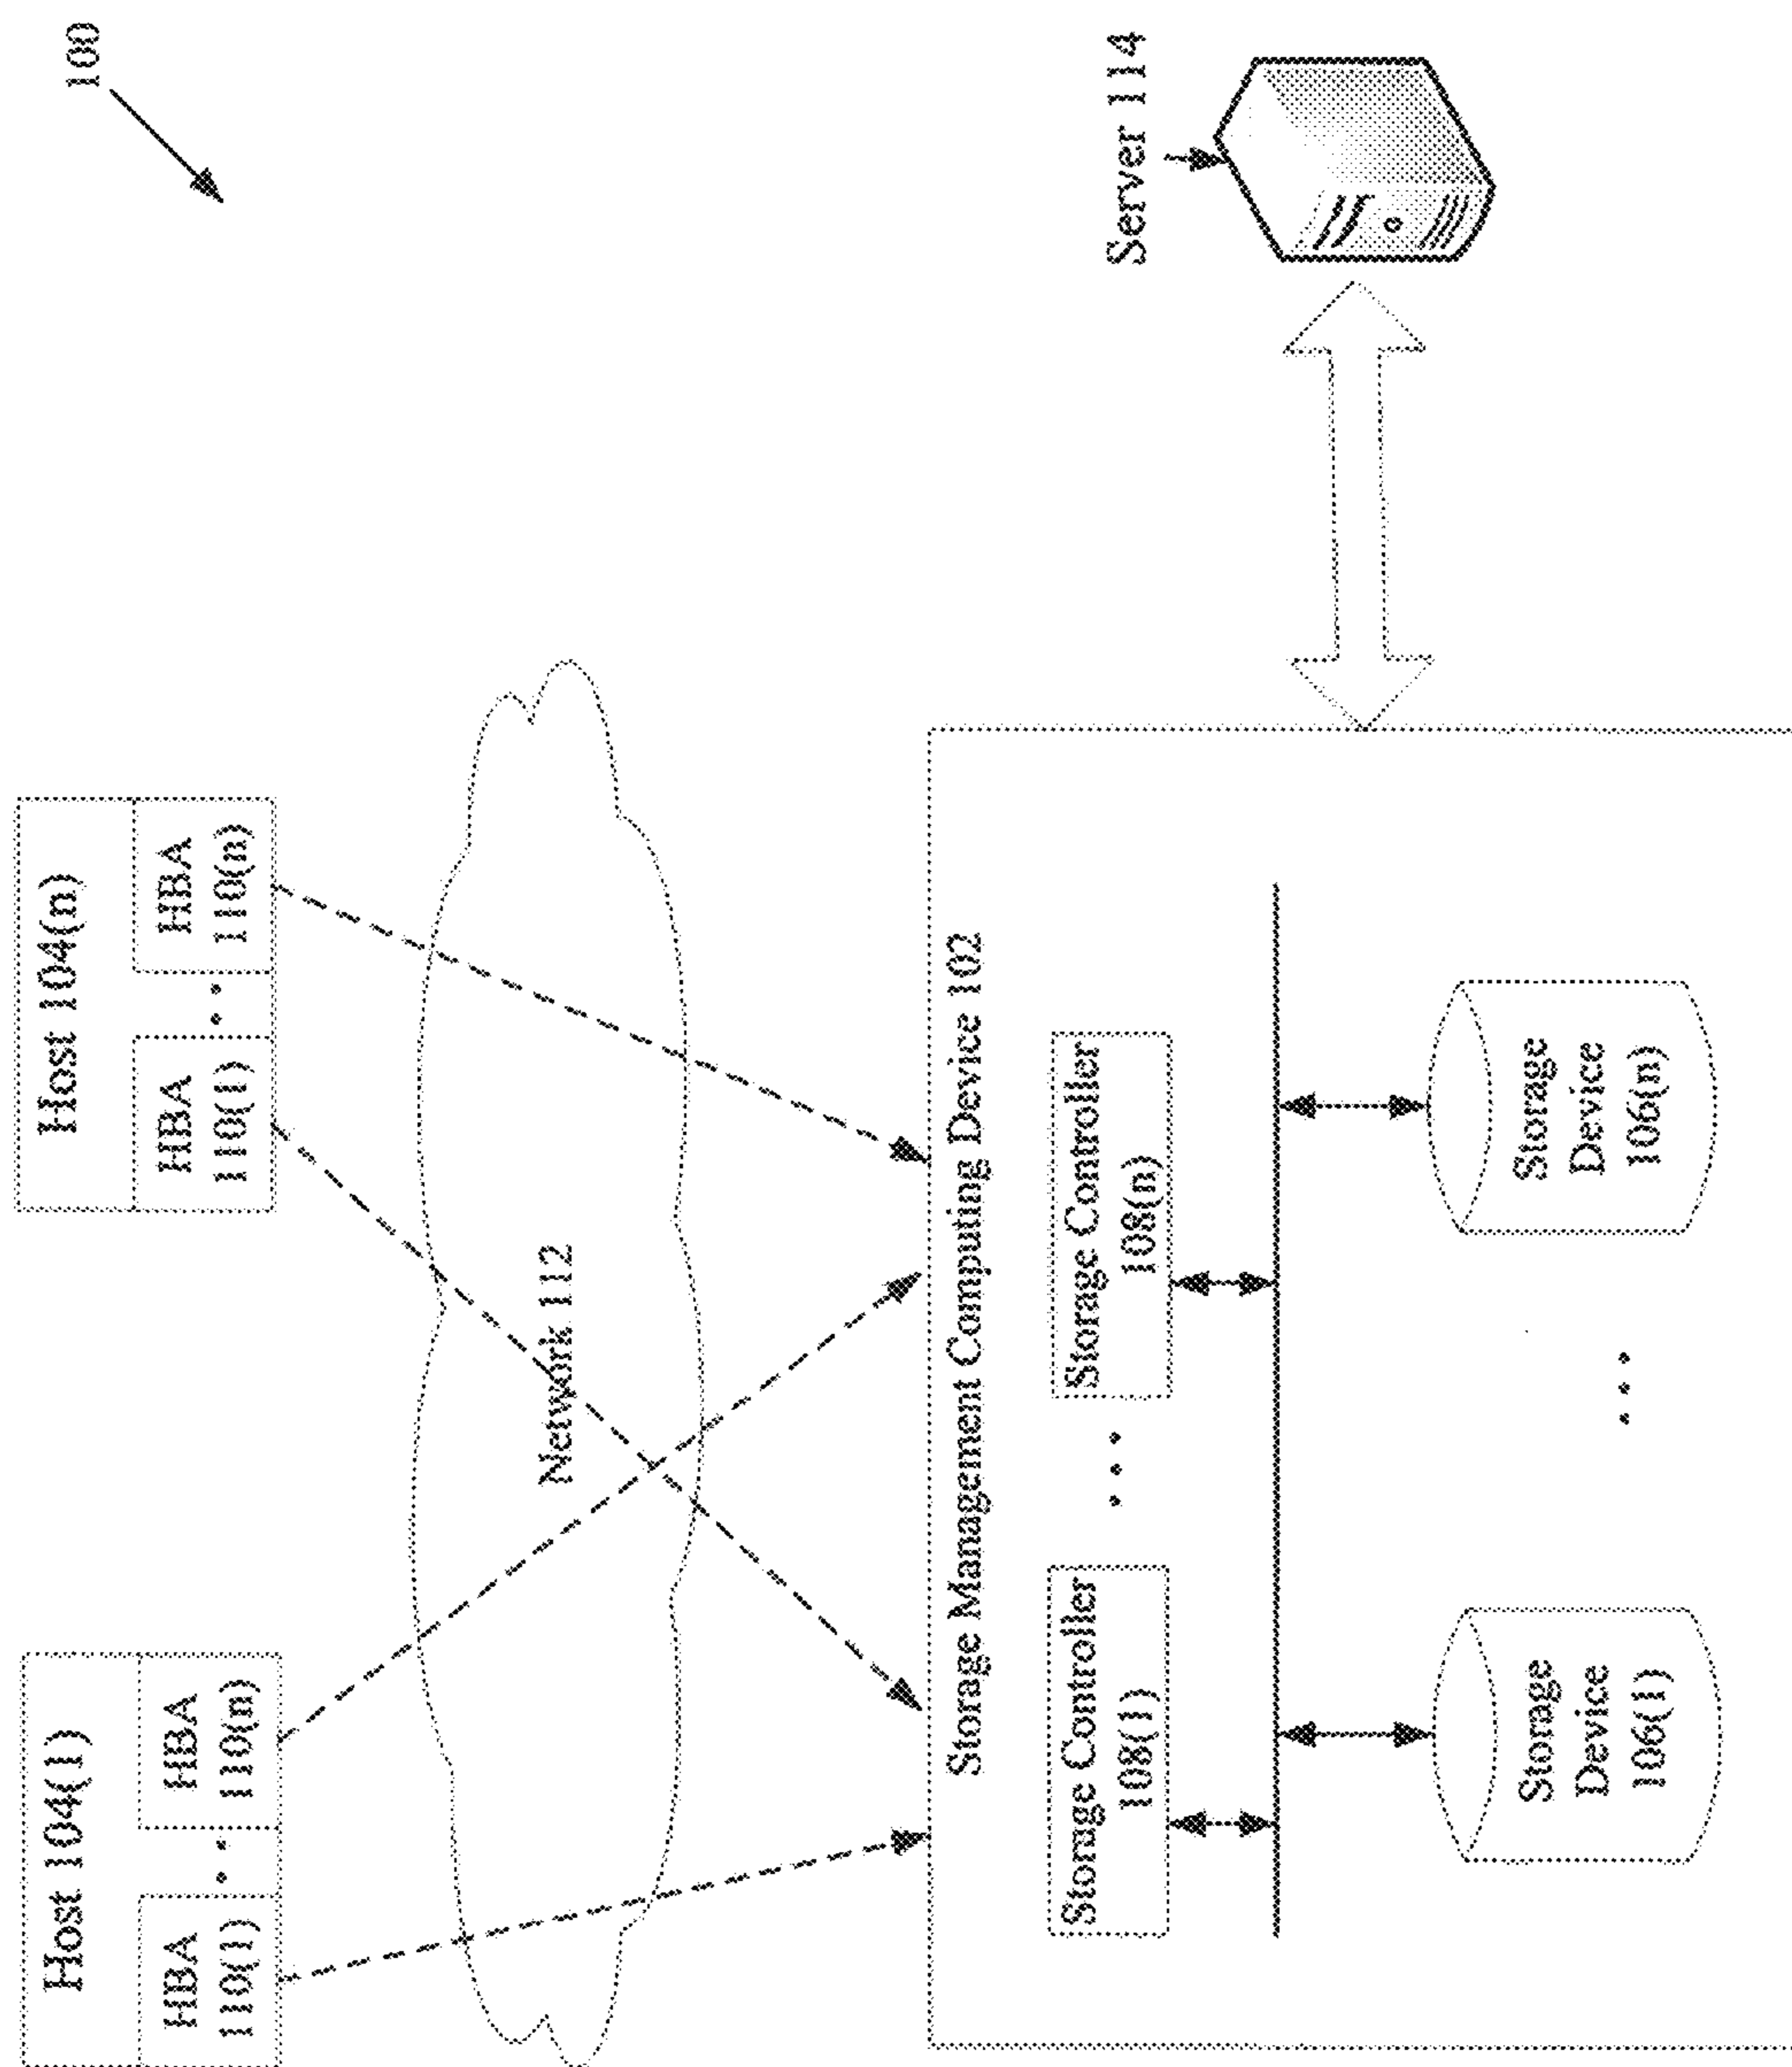 100
Host 104(1)
HBA
110(1)
HBA
110(n)
Host 104(n)
HBA
110(1)
HBA
110(n)
Network 112
Storage Management Computing Device 102
Storage Controller
108(1)
Storage Controller
108(n)
Storage
Device
106(1)
Storage
Device
106(n)
Server 114